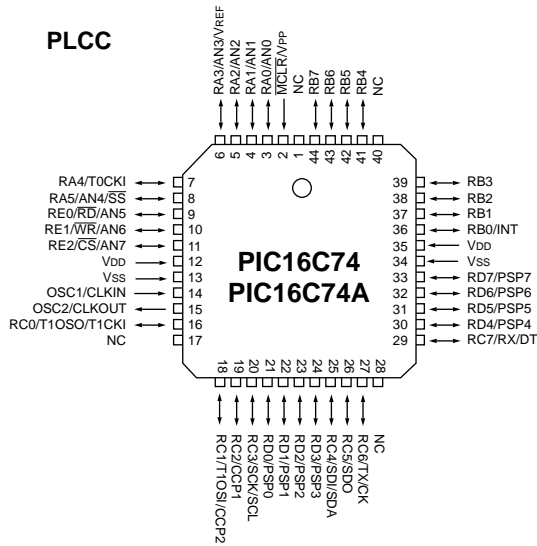 PLCC
RA3/AN3/VREF
RA2/AN2
RA1/AN1
RA0/AN0
MCLR/VPP
NC
RB7
RB6
RB5
RB4
NC
6
5
4
3
2
1
44
43
42
41
40
RA4/T0CKI 7
RA5/AN4/SS 8
RE0/RD/AN5 9
RE1/WR/AN6 10
RE2/CS/AN7 11
VDD 12
VSS 13
OSC1/CLKIN 14
OSC2/CLKOUT 15
RC0/T1OSO/T1CKI 16
NC 17
PIC16C74
PIC16C74A
39 RB3
38 RB2
37 RB1
36 RB0/INT
35 VDD
34 VSS
33 RD7/PSP7
32 RD6/PSP6
31 RD5/PSP5
30 RD4/PSP4
29 RC7/RX/DT
18
19
20
21
22
23
24
25
26
27
28
RC1/T1OSI/CCP2
RC2/CCP1
RC3/SCK/SCL
RD0/PSP0
RD1/PSP1
RD2/PSP2
RD3/PSP3
RC4/SDI/SDA
RC5/SDO
RC6/TX/CK
NC